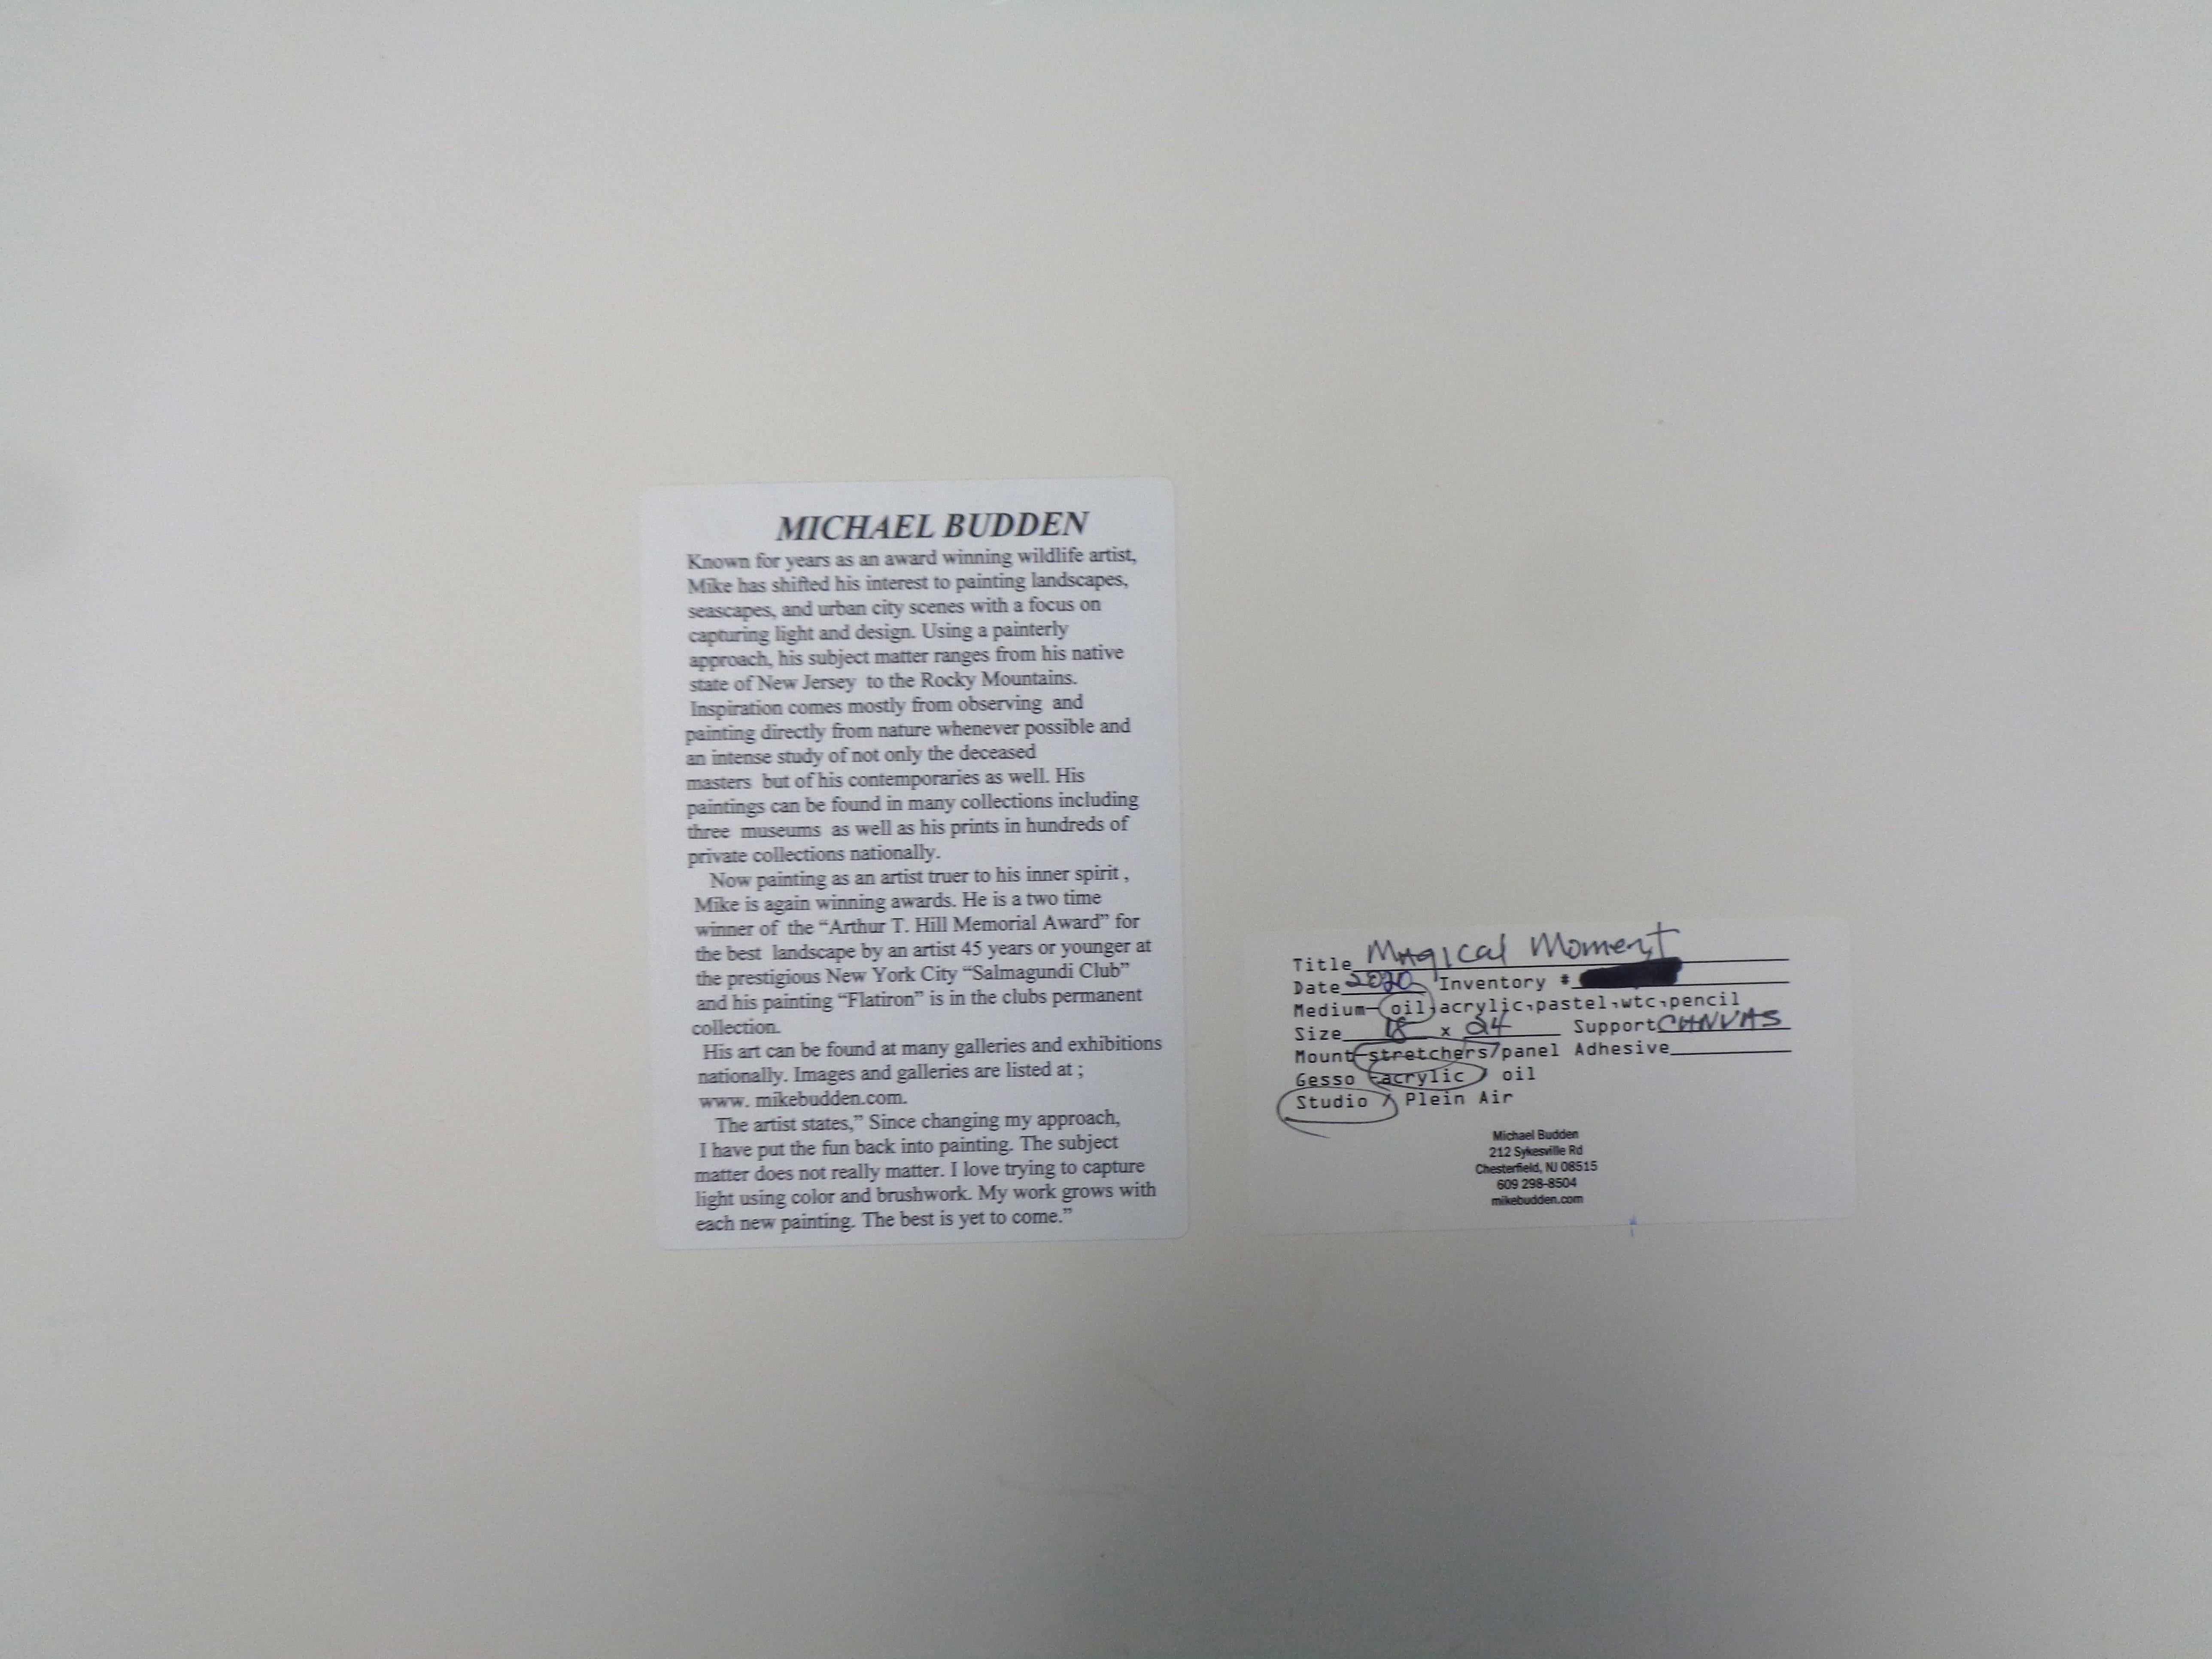 MICHAEL BUDDEN
Known for years as an award winning wildlife artist,
Mike has shifted his interest to painting landscapes,
seascapes, and urban city scenes with a focus on
capturing light and design. Using a painterly
approach, his subject matter ranges from his native
state of New Jersey to the Rocky Mountains.
Inspiration comes mostly from observing and
painting directly from nature whenever possible and
an intense study of not only the deceased
masters but of his contemporaries as well. His
paintings can be found in many collections including
three museums as well as his prints in hundreds of
private collections nationally.
Now painting as an artist truer to his inner spirit ,
Mike is again winning awards. He is a two time
winner of the “Arthur T. Hill Memorial Award” for
the best landscape by an artist 45 years or younger at
the prestigious New York City “Salmagundi Club”
and his painting “Flatiron” is in the clubs permanent
collection.
His art can be found at many galleries and exhibitions
nationally. Images and galleries are listed at ;
www. mikebudden.com.
The artist states,” Since changing my approach,
I have put the fun back into painting. The subject
matter does not really matter. I love trying to capture
light using color and brushwork. My work grows with
each new painting. The best is yet to come.”
Title Magical Moment
Date 2020 Inventory #
Medium-oil,acrylic,pastel,wtc,pencil
Size 18 x 24 Support CANVAS
Mount-stretchers/panel Adhesive
Gesso -acrylic / oil
Studio / Plein Air
Michael Budden
212 Sykesville Rd
Chesterfield, NJ 08515
609 298-8504
mikebudden.com